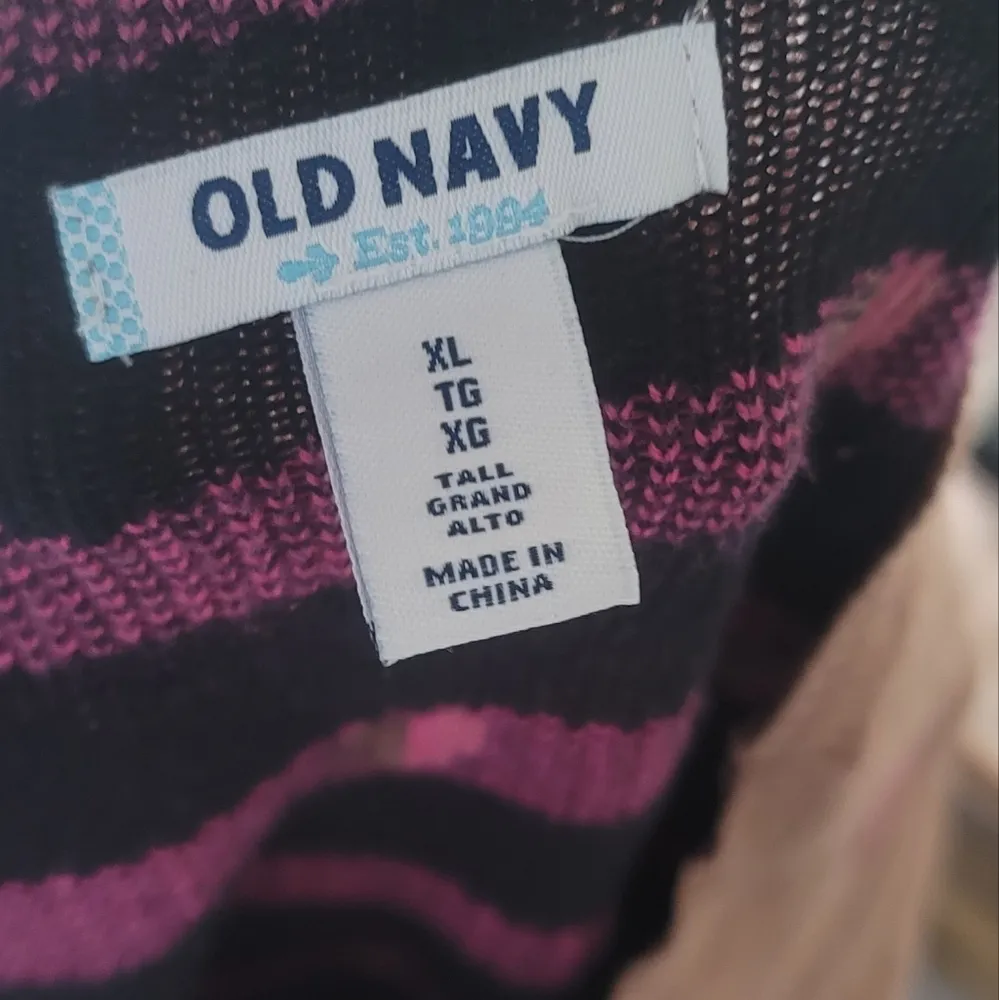 OLD NAVY
Est. 1994
XL
TG
XG
TALL
GRAND
ALTO
MADE IN
CHINA